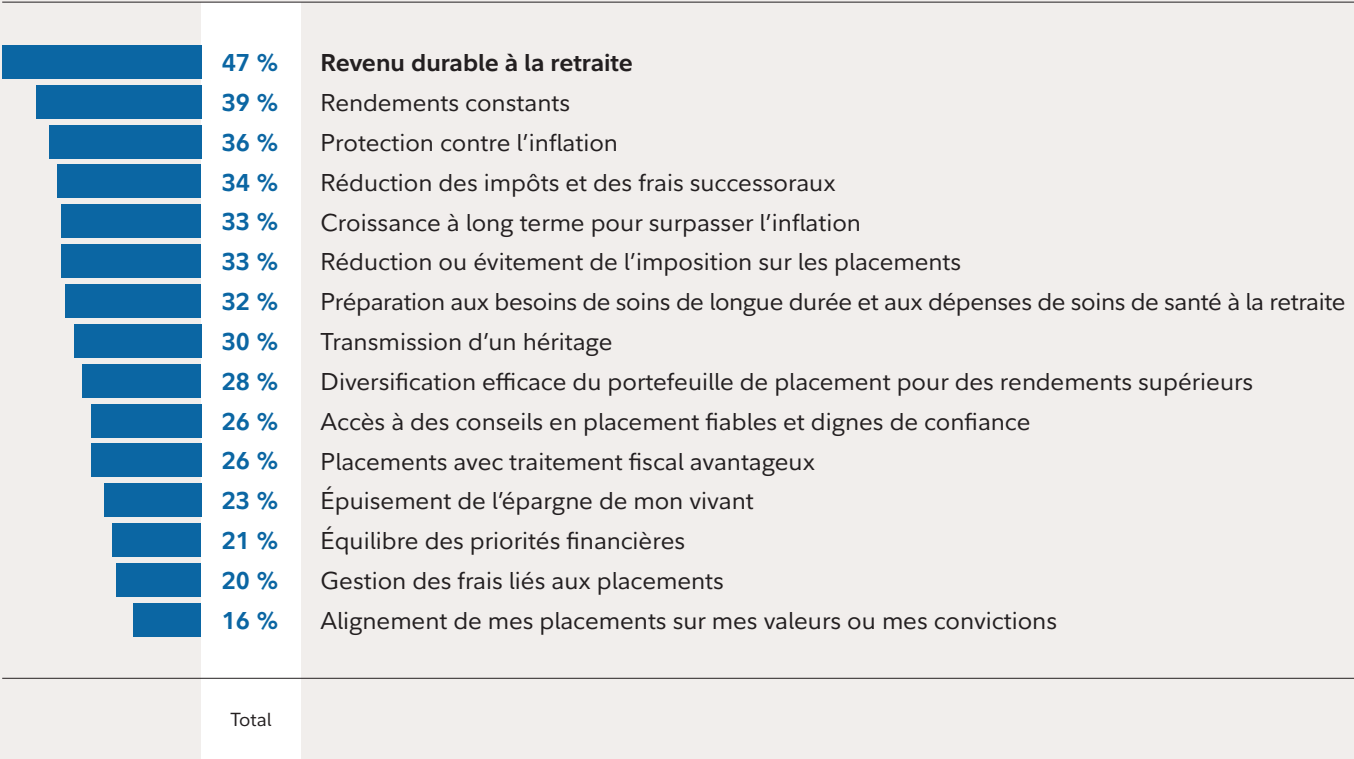 47 % Revenu durable à la retraite
39 % Rendements constants
36 % Protection contre l’inflation
34 % Réduction des impôts et des frais successoraux
33 % Croissance à long terme pour surpasser l’inflation
33 % Réduction ou évitement de l’imposition sur les placements
32 % Préparation aux besoins de soins de longue durée et aux dépenses de soins de santé à la retraite
30 % Transmission d’un héritage
28 % Diversification efficace du portefeuille de placement pour des rendements supérieurs
26 % Accès à des conseils en placement fiables et dignes de confiance
26 % Placements avec traitement fiscal avantageux
23 % Épuisement de l’épargne de mon vivant
21 % Équilibre des priorités financières
20 % Gestion des frais liés aux placements
16 % Alignement de mes placements sur mes valeurs ou mes convictions
Total